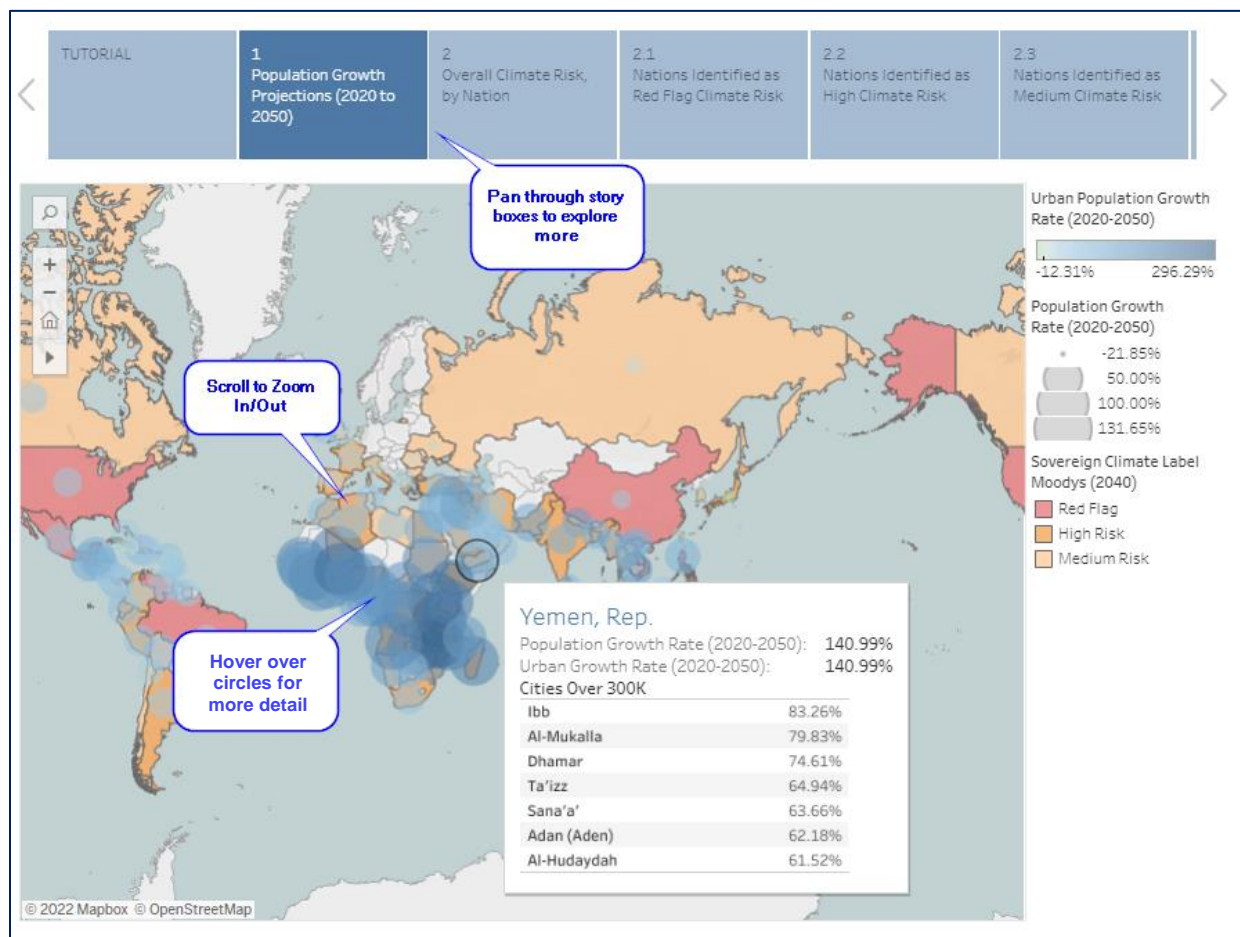 TUTORIAL
1
Population Growth
Projections (2020 to
2050)
2
Overall Climate Risk,
by Nation
2.1
Nations Identified as
Red Flag Climate Risk
2.2
Nations Identified as
High Climate Risk
2.3
Nations Identified as
Medium Climate Risk
Pan through story
boxes to explore
more
Scroll to Zoom
In/Out
Hover over
circles for
more detail
Urban Population Growth
Rate (2020-2050)
-12.31% 296.29%
Population Growth
Rate (2020-2050)
-21.85%
50.00%
100.00%
131.65%
Sovereign Climate Label
Moodys (2040)
Red Flag
High Risk
Medium Risk
Yemen, Rep.
Population Growth Rate (2020-2050): 140.99%
Urban Growth Rate (2020-2050): 140.99%
Cities Over 300K
Ibb 83.26%
Al-Mukalla 79.83%
Dhamar 74.61%
Ta'izz 64.94%
Sana'a' 63.66%
Adan (Aden) 62.18%
Al-Hudaydah 61.52%
© 2022 Mapbox © OpenStreetMap